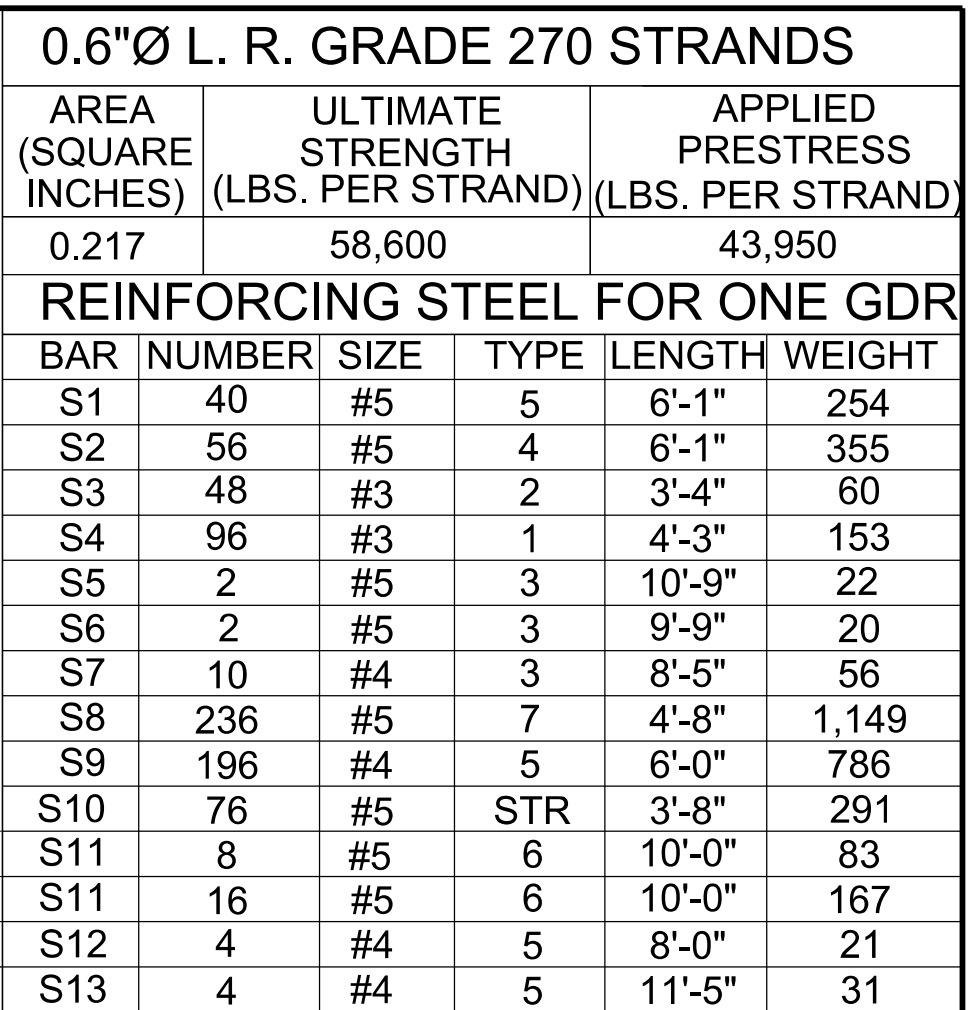 0.6"Ø L. R. GRADE 270 STRANDS
AREA (SQUARE INCHES) ULTIMATE STRENGTH (LBS. PER STRAND) APPLIED PRESTRESS (LBS. PER STRAND)
0.217 58,600 43,950
REINFORCING STEEL FOR ONE GDR
BAR NUMBER SIZE TYPE LENGTH WEIGHT
S1 40 #5 5 6'-1" 254
S2 56 #5 4 6'-1" 355
S3 48 #3 2 3'-4" 60
S4 96 #3 1 4'-3" 153
S5 2 #5 3 10'-9" 22
S6 2 #5 3 9'-9" 20
S7 10 #4 3 8'-5" 56
S8 236 #5 7 4'-8" 1,149
S9 196 #4 5 6'-0" 786
S10 76 #5 STR 3'-8" 291
S11 8 #5 6 10'-0" 83
S11 16 #5 6 10'-0" 167
S12 4 #4 5 8'-0" 21
S13 4 #4 5 11'-5" 31